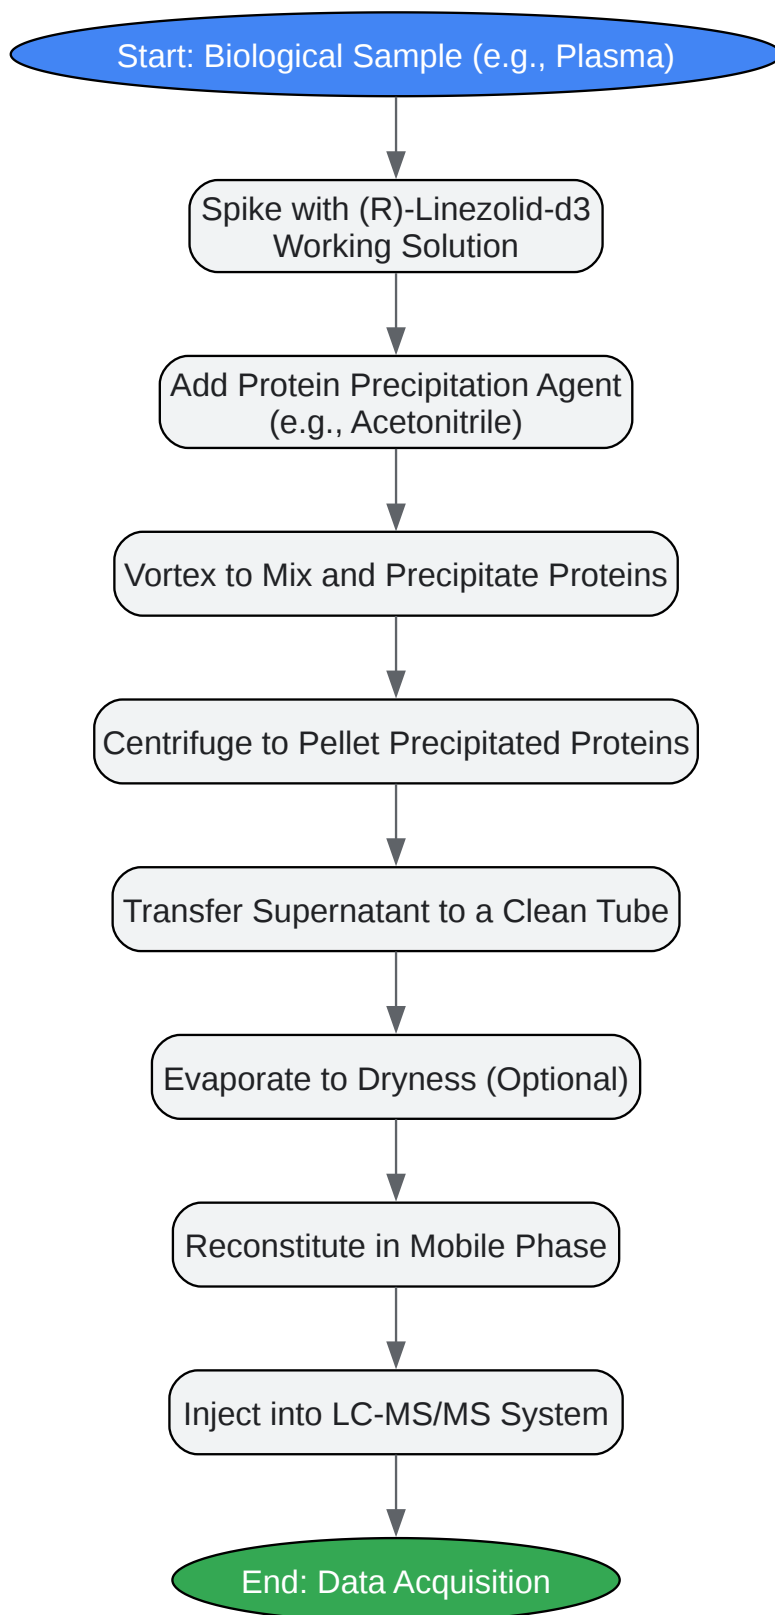 Start: Biological Sample (e.g., Plasma)
Spike with (R)-Linezolid-d3
Working Solution
Add Protein Precipitation Agent
(e.g., Acetonitrile)
Vortex to Mix and Precipitate Proteins
Centrifuge to Pellet Precipitated Proteins
Transfer Supernatant to a Clean Tube
Evaporate to Dryness (Optional)
Reconstitute in Mobile Phase
Inject into LC-MS/MS System
End: Data Acquisition